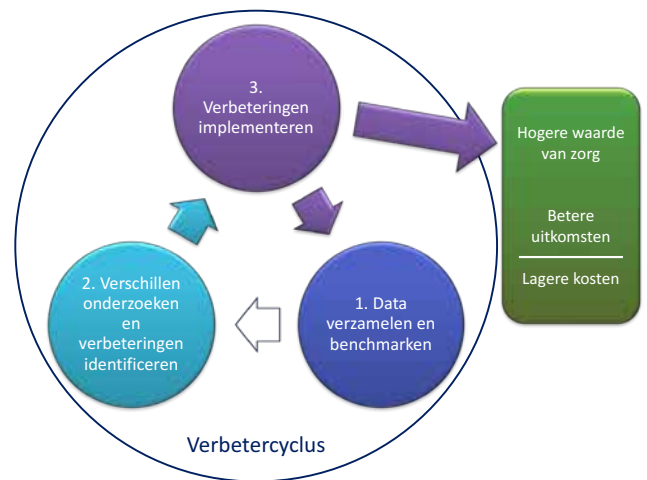 3.
Verbeteringen
implementeren
Hogere waarde
van zorg
Betere
uitkomsten
Lagere kosten
2. Verschillen
onderzoeken
en
verbeteringen
identificeren
1. Data
verzamelen en
benchmarken
Verbetercyclus